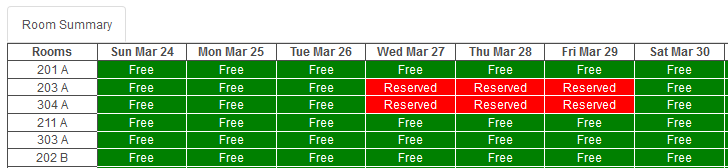 Room Summary
Rooms Sun Mar 24 Mon Mar 25 Tue Mar 26 Wed Mar 27 Thu Mar 28 Fri Mar 29 Sat Mar 30
201 A Free Free Free Free Free Free Free
203 A Free Free Free Reserved Reserved Reserved Free
304 A Free Free Free Reserved Reserved Reserved Free
211 A Free Free Free Free Free Free Free
303 A Free Free Free Free Free Free Free
202 B Free Free Free Free Free Free Free